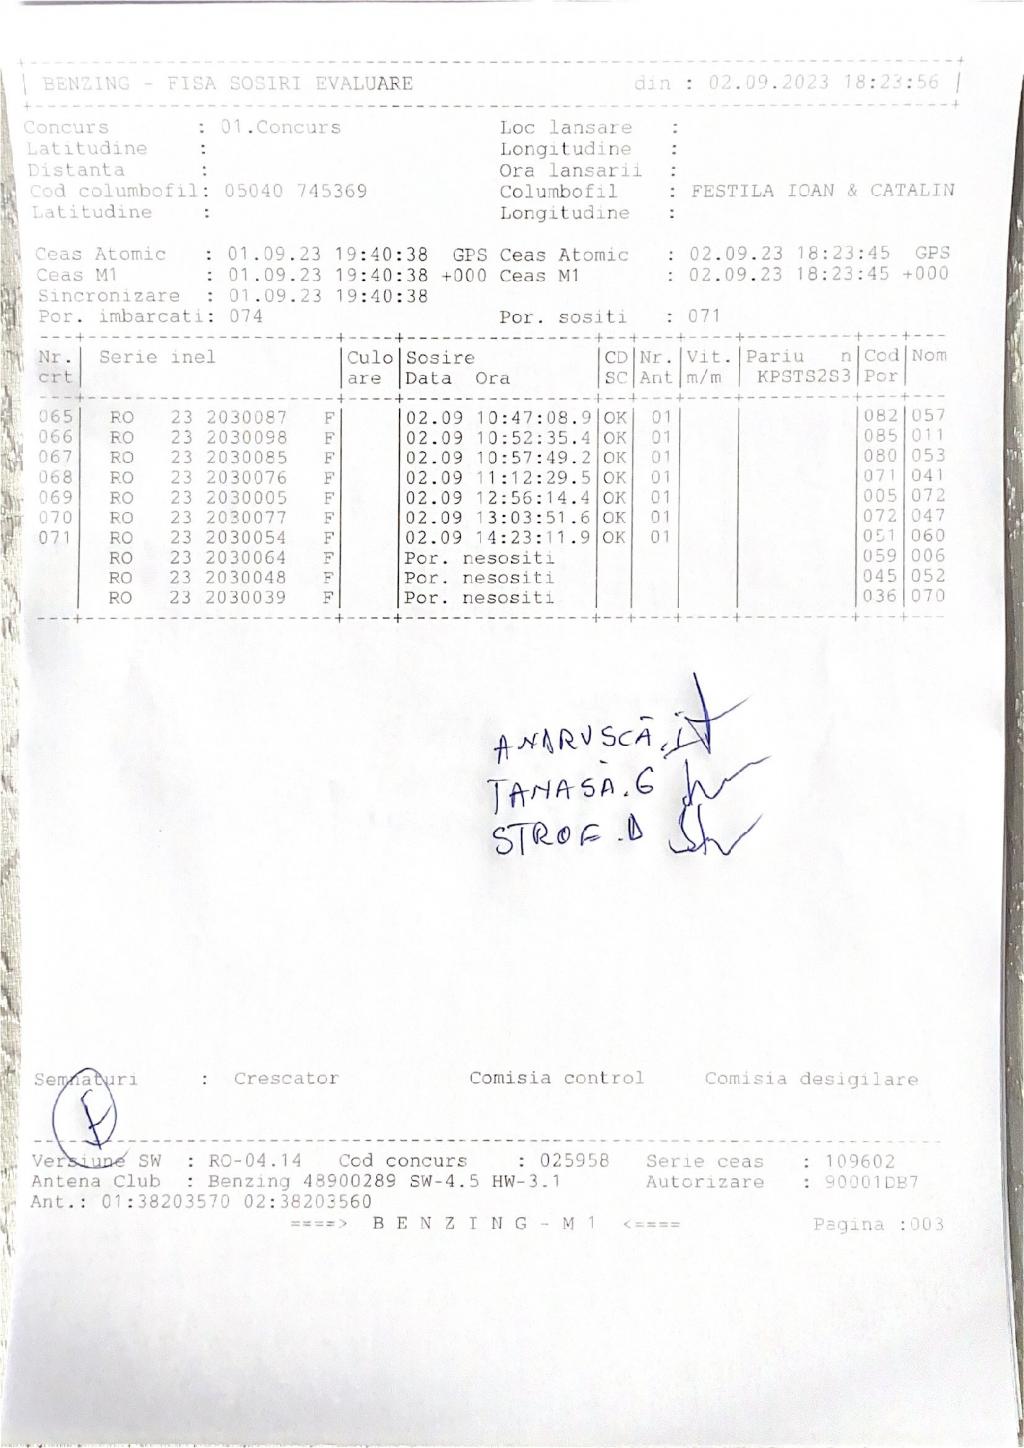 BENZING - FISA SOSIRI EVALUARE din : 02.09.2023 18:23:56
Concurs : 01.Concurs Loc lansare :
Latitudine : Longitudine :
Distanta : Ora lansarii :
Cod columbofil: 05040 745369 Columbofil : FESTILA IOAN & CATALIN
Latitudine : Longitudine :
Ceas Atomic : 01.09.23 19:40:38 GPS Ceas Atomic : 02.09.23 18:23:45 GPS
Ceas M1 : 01.09.23 19:40:38 +000 Ceas M1 : 02.09.23 18:23:45 +000
Sincronizare : 01.09.23 19:40:38
Por. imbarcati: 074 Por. sositi : 071
Nr. Serie inel Culo Sosire CD Nr. Vit. Pariu n Cod Nom
crt are Data Ora SC Ant m/m KPSTS2S3 Por
065 RO 23 2030087 F 02.09 10:47:08.9 OK 01 082 057
066 RO 23 2030098 F 02.09 10:52:35.4 OK 01 085 011
067 RO 23 2030085 F 02.09 10:57:49.2 OK 01 080 053
068 RO 23 2030076 F 02.09 11:12:29.5 OK 01 071 041
069 RO 23 2030005 F 02.09 12:56:14.4 OK 01 005 072
070 RO 23 2030077 F 02.09 13:03:51.6 OK 01 072 047
071 RO 23 2030054 F 02.09 14:23:11.9 OK 01 051 060
RO 23 2030064 F Por. nesositi 059 006
RO 23 2030048 F Por. nesositi 045 052
RO 23 2030039 F Por. nesositi 036 070
ANDRUSCĂ.
TANASĂ.G
STROE.D
Semnaturi : Crescator Comisia control Comisia desigilare
Versiune SW : RO-04.14 Cod concurs : 025958 Serie ceas : 109602
Antena Club : Benzing 48900289 SW-4.5 HW-3.1 Autorizare : 90001DB7
Ant.: 01:38203570 02:38203560
====> B E N Z I N G - M 1 <==== Pagina :003